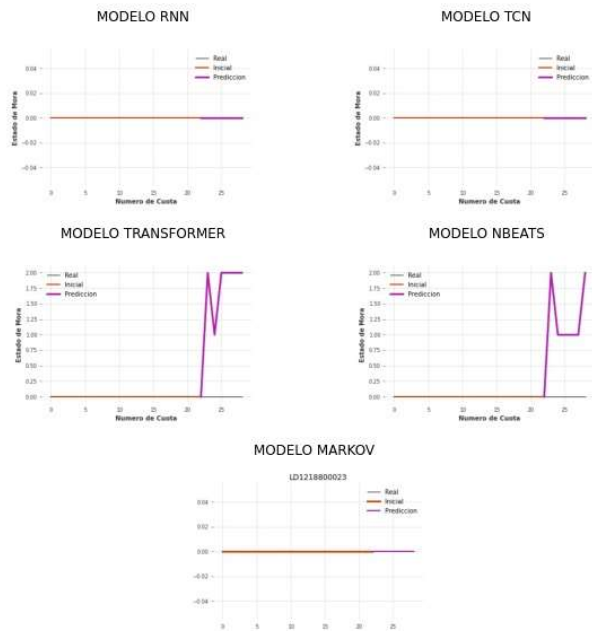 MODELO RNN
MODELO TCN
Real
Inicial
Prediccion
0.04
0.02
0.00
−0.02
−0.04
Estado de Mora
0 5 10 15 20 25
Numero de Cuota
Real
Inicial
Prediccion
0.04
0.02
0.00
−0.02
−0.04
Estado de Mora
0 5 10 15 20 25
Numero de Cuota
MODELO TRANSFORMER
MODELO NBEATS
Real
Inicial
Prediccion
2.00
1.75
1.50
1.25
1.00
0.75
0.50
0.25
0.00
Estado de Mora
0 5 10 15 20 25
Numero de Cuota
Real
Inicial
Prediccion
2.00
1.75
1.50
1.25
1.00
0.75
0.50
0.25
0.00
Estado de Mora
0 5 10 15 20 25
Numero de Cuota
MODELO MARKOV
LD1218800023
Real
Inicial
Prediccion
0.04
0.02
0.00
−0.02
−0.04
0 5 10 15 20 25